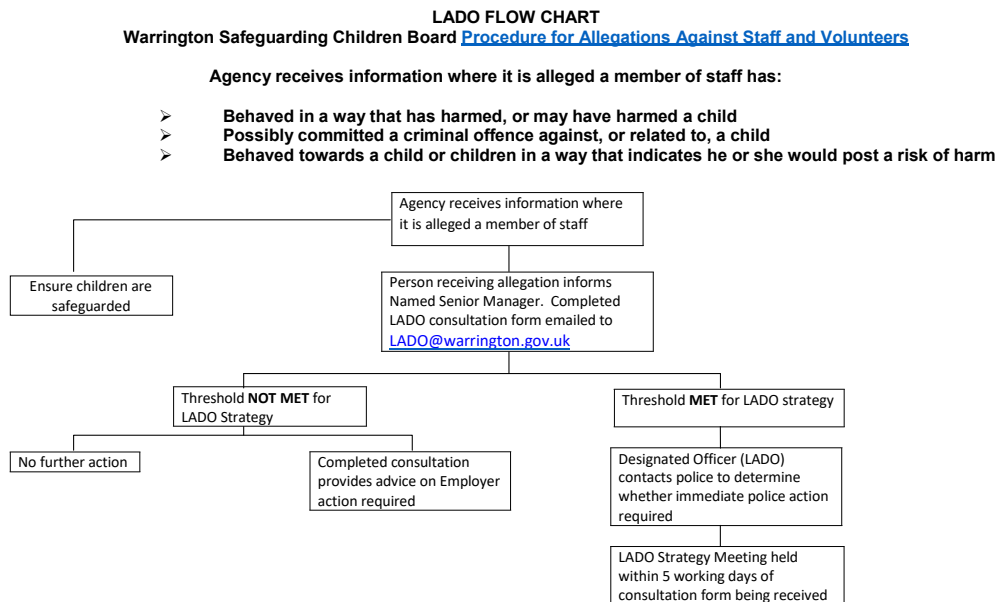 LADO FLOW CHART
Warrington Safeguarding Children Board Procedure for Allegations Against Staff and Volunteers
Agency receives information where it is alleged a member of staff has:
➢ Behaved in a way that has harmed, or may have harmed a child
➢ Possibly committed a criminal offence against, or related to, a child
➢ Behaved towards a child or children in a way that indicates he or she would post a risk of harm
Agency receives information where
it is alleged a member of staff
Ensure children are
safeguarded
Person receiving allegation informs
Named Senior Manager. Completed
LADO consultation form emailed to
LADO@warrington.gov.uk
Threshold NOT MET for
LADO Strategy
Threshold MET for LADO strategy
No further action
Completed consultation
provides advice on Employer
action required
Designated Officer (LADO)
contacts police to determine
whether immediate police action
required
LADO Strategy Meeting held
within 5 working days of
consultation form being received